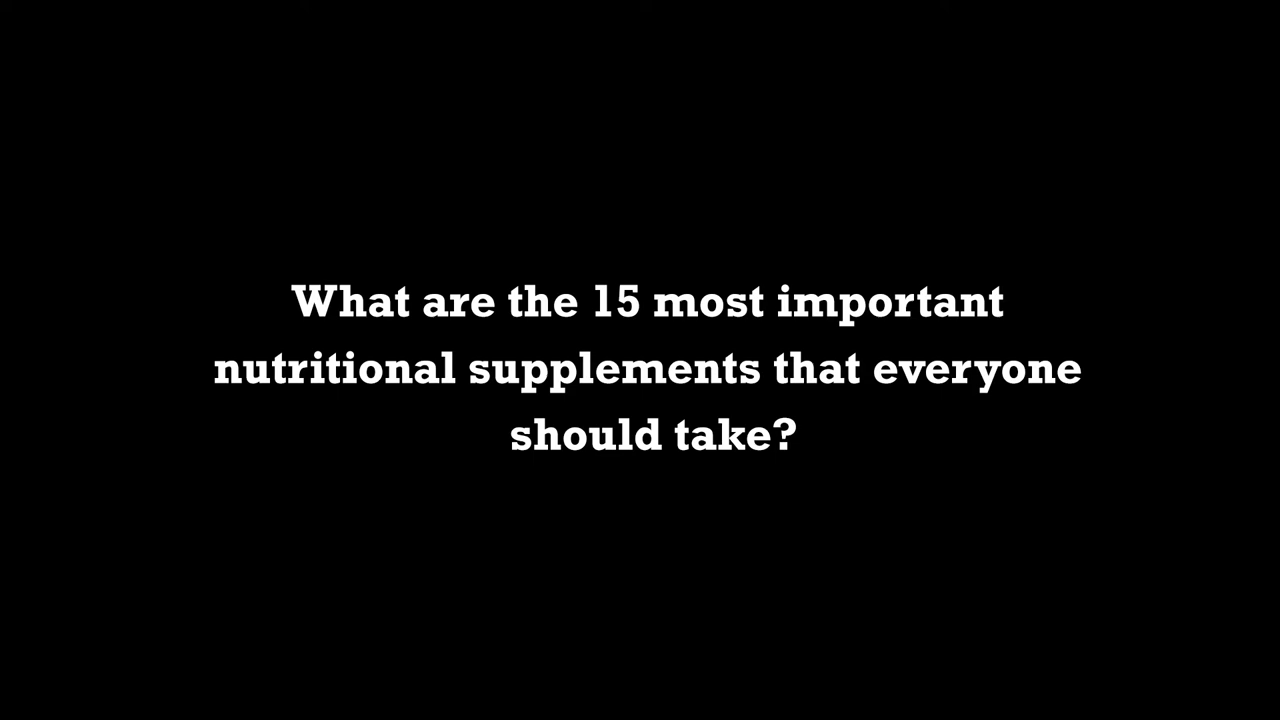 What are the 15 most important
nutritional supplements that everyone
should take?